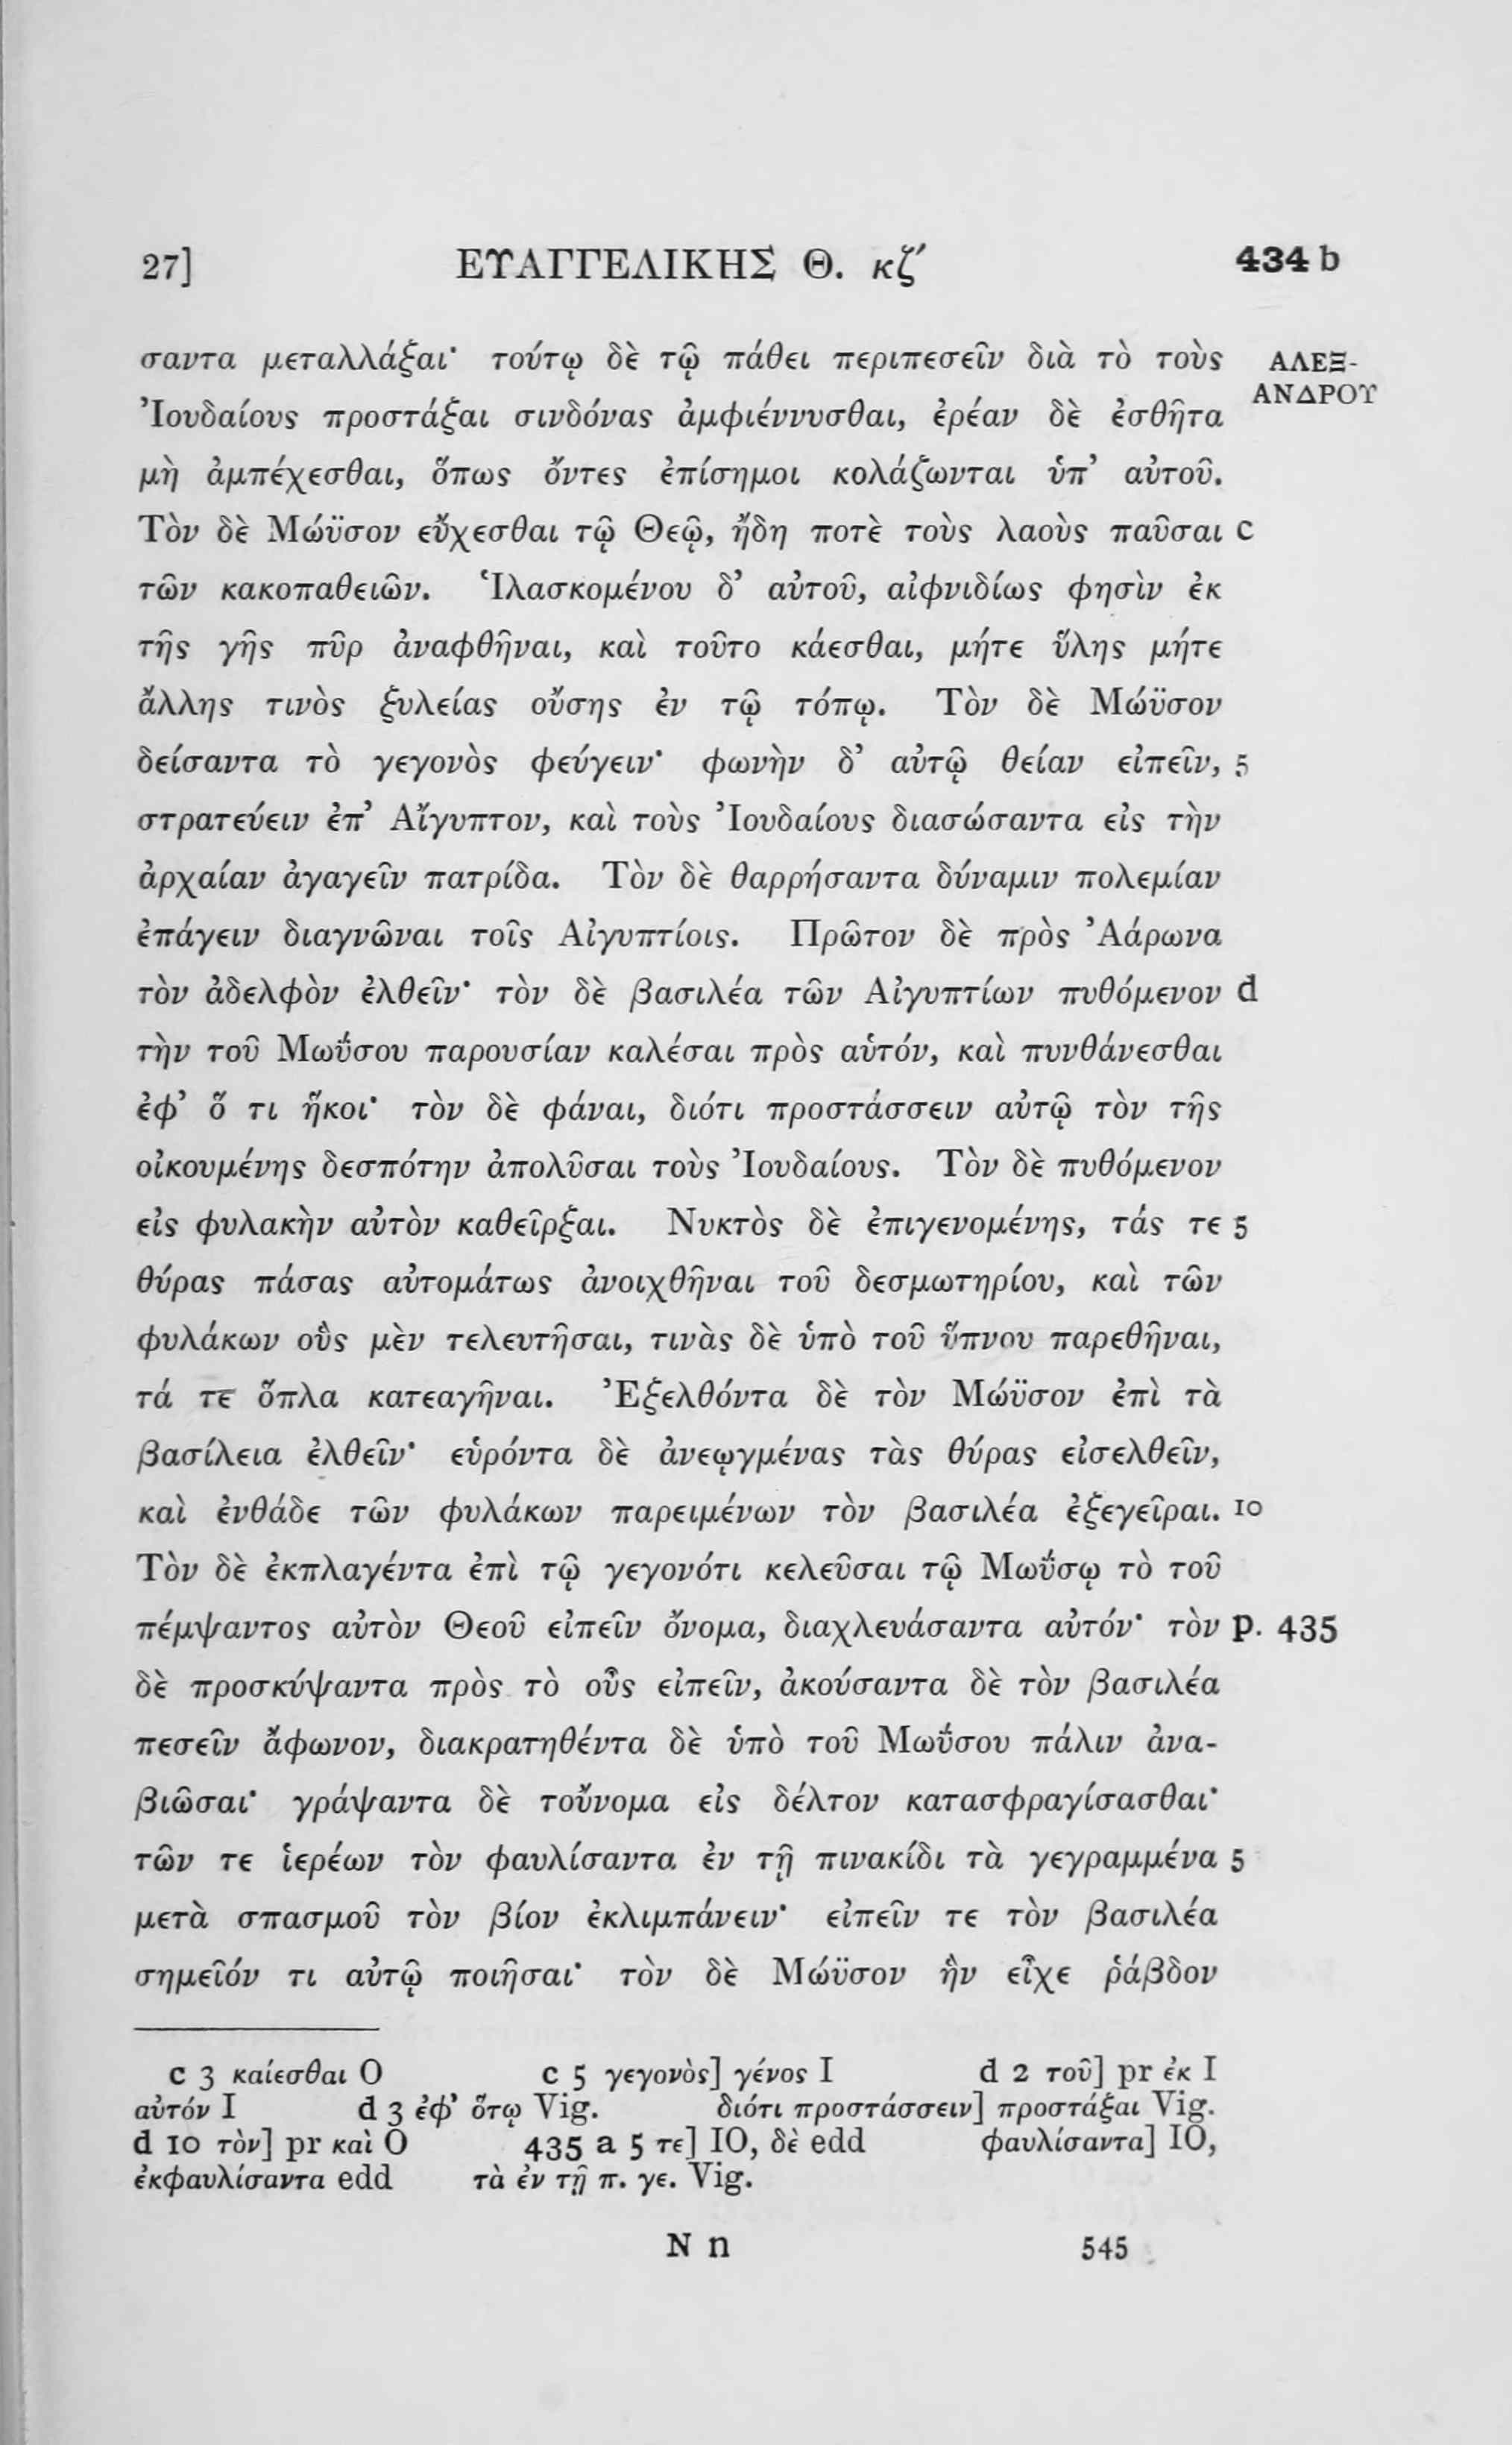 27] ΕΥΑΓΓΕΛΙΚΗΣ Θ. κζ′ 434 b
σαντα μεταλλάξαι· τούτῳ δὲ τῷ πάθει περιπεσεῖν διὰ τὸ τοὺς ΑΛΕΞ-
Ἰουδαίους προστάξαι σινδόνας ἀμφιέννυσθαι, ἐρέαν δὲ ἐσθῆτα ΑΝΔΡΟΥ
μὴ ἀμπέχεσθαι, ὅπως ὄντες ἐπίσημοι κολάζωνται ὑπ’ αὐτοῦ.
Τὸν δὲ Μώϋσον εὔχεσθαι τῷ Θεῷ, ἤδη ποτὲ τοὺς λαοὺς παῦσαι c
τῶν κακοπαθειῶν. Ἱλασκομένου δ’ αὐτοῦ, αἰφνιδίως φησὶν ἐκ
τῆς γῆς πῦρ ἀναφθῆναι, καὶ τοῦτο κάεσθαι, μήτε ὕλης μήτε
ἄλλης τινὸς ξυλείας οὔσης ἐν τῷ τόπῳ. Τὸν δὲ Μώϋσον
δείσαντα τὸ γεγονὸς φεύγειν· φωνὴν δ’ αὐτῷ θείαν εἰπεῖν, 5
στρατεύειν ἐπ’ Αἴγυπτον, καὶ τοὺς Ἰουδαίους διασώσαντα εἰς τὴν
ἀρχαίαν ἀγαγεῖν πατρίδα. Τὸν δὲ θαρρήσαντα δύναμιν πολεμίαν
ἐπάγειν διαγνῶναι τοῖς Αἰγυπτίοις. Πρῶτον δὲ πρὸς Ἀάρωνα
τὸν ἀδελφὸν ἐλθεῖν· τὸν δὲ βασιλέα τῶν Αἰγυπτίων πυθόμενον d
τὴν τοῦ Μωΰσου παρουσίαν καλέσαι πρὸς αὑτόν, καὶ πυνθάνεσθαι
ἐφ’ ὅ τι ἥκοι· τὸν δὲ φάναι, διότι προστάσσειν αὐτῷ τὸν τῆς
οἰκουμένης δεσπότην ἀπολῦσαι τοὺς Ἰουδαίους. Τὸν δὲ πυθόμενον
εἰς φυλακὴν αὐτὸν καθεῖρξαι. Νυκτὸς δὲ ἐπιγενομένης, τάς τε 5
θύρας πάσας αὐτομάτως ἀνοιχθῆναι τοῦ δεσμωτηρίου, καὶ τῶν
φυλάκων οὓς μὲν τελευτῆσαι, τινὰς δὲ ὑπὸ τοῦ ὕπνου παρεθῆναι,
τά τε ὅπλα κατεαγῆναι. Ἐξελθόντα δὲ τὸν Μώϋσον ἐπὶ τὰ
βασίλεια ἐλθεῖν· εὑρόντα δὲ ἀνεῳγμένας τὰς θύρας εἰσελθεῖν,
καὶ ἐνθάδε τῶν φυλάκων παρειμένων τὸν βασιλέα ἐξεγεῖραι. 10
Τὸν δὲ ἐκπλαγέντα ἐπὶ τῷ γεγονότι κελεῦσαι τῷ Μωΰσῳ τὸ τοῦ
πέμψαντος αὐτὸν Θεοῦ εἰπεῖν ὄνομα, διαχλευάσαντα αὐτόν· τὸν p. 435
δὲ προσκύψαντα πρὸς τὸ οὖς εἰπεῖν, ἀκούσαντα δὲ τὸν βασιλέα
πεσεῖν ἄφωνον, διακρατηθέντα δὲ ὑπὸ τοῦ Μωΰσου πάλιν ἀνα-
βιῶσαι· γράψαντα δὲ τοὔνομα εἰς δέλτον κατασφραγίσασθαι·
τῶν τε ἱερέων τὸν φαυλίσαντα ἐν τῇ πινακίδι τὰ γεγραμμένα 5
μετὰ σπασμοῦ τὸν βίον ἐκλιμπάνειν· εἰπεῖν τε τὸν βασιλέα
σημεῖόν τι αὐτῷ ποιῆσαι· τὸν δὲ Μώϋσον ἣν εἶχε ῥάβδον
c 3 καίεσθαι O c 5 γεγονὸς] γένος I d 2 τοῦ] pr ἐκ I
αὐτόν I d 3 ἐφ’ ὅτῳ Vig. διότι προστάσσειν] προστάξαι Vig.
d 10 τὸν] pr καὶ O 435 a 5 τε] IO, δὲ edd φαυλίσαντα] IO,
ἐκφαυλίσαντα edd τὰ ἐν τῇ π. γε. Vig.
N n 545